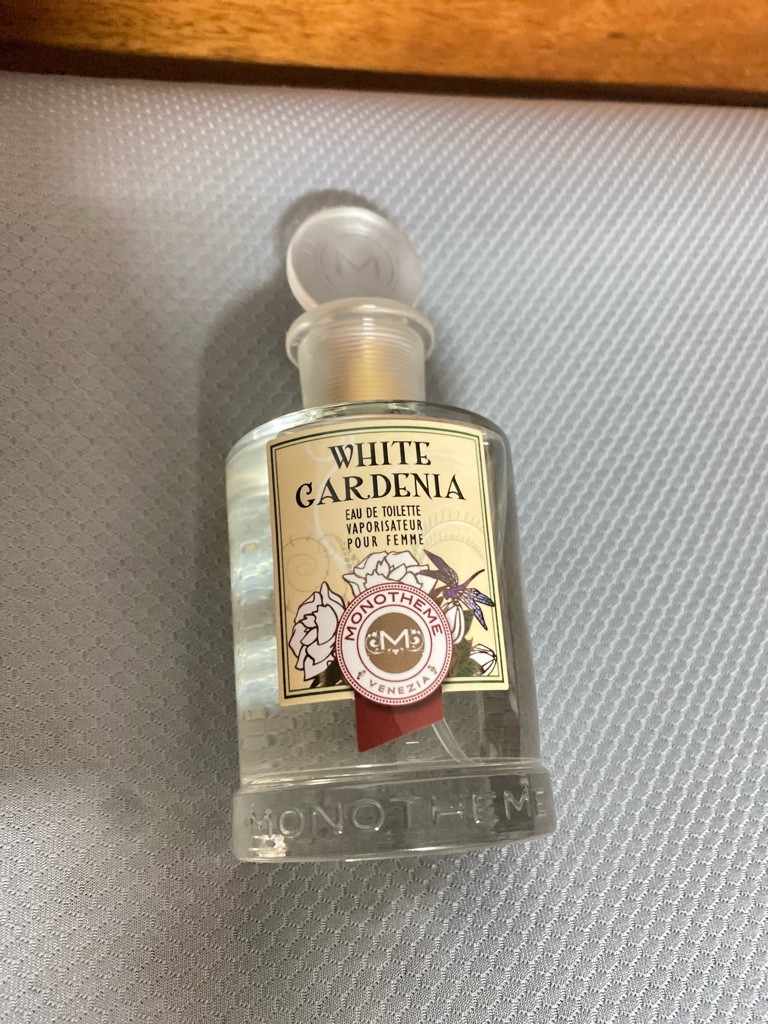 M
WHITE
GARDENIA
EAU DE TOILETTE
VAPORISATEUR
POUR FEMME
MONOTHEME
M
VENEZIA
MONOTHEME